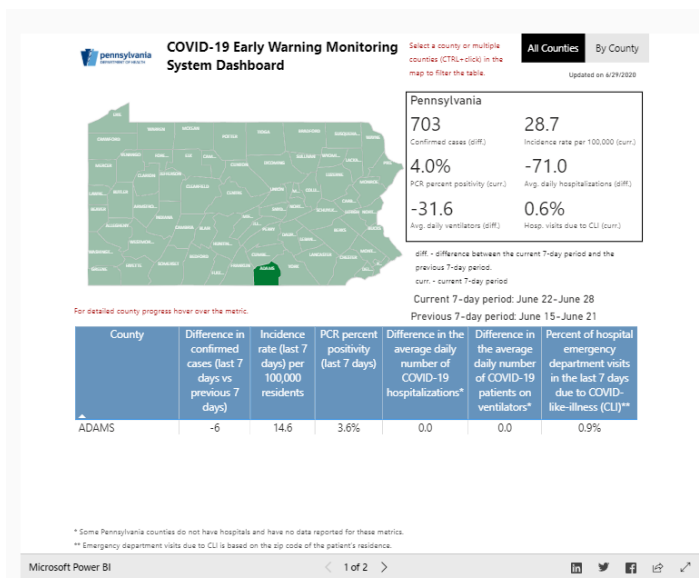 pennsylvania
DEPARTMENT OF HEALTH
COVID-19 Early Warning Monitoring
System Dashboard
Select a county or multiple
counties (CTRL+click) in the
map to filter the table.
All Counties
By County
Updated on 6/29/2020
Pennsylvania
703
28.7
Confirmed cases (diff.)
Incidence rate per 100,000 (curr.)
4.0%
-71.0
PCR percent positivity (curr.)
Avg. daily hospitalizations (diff.)
-31.6
0.6%
Avg. daily ventilators (diff.)
Hosp. visits due to CLI (curr.)
diff. - difference between the current 7-day period and the
previous 7-day period.
curr. - current 7-day period
Current 7-day period: June 22-June 28
Previous 7-day period: June 15-June 21
ERIE
ADAMS
For detailed county progress hover over the metric.
County
Difference in
confirmed
cases (last 7
days vs
previous 7
days)
Incidence
rate (last 7
days) per
100,000
residents
PCR percent
positivity
(last 7 days)
Difference in the
average daily
number of
COVID-19
hospitalizations*
Difference in
the average
daily number
of COVID-19
patients on
ventilators*
Percent of hospital
emergency
department visits
in the last 7 days
due to COVID-
like-illness (CLI)**
ADAMS -6 14.6 3.6% 0.0 0.0 0.9%
* Some Pennsylvania counties do not have hospitals and have no data reported for these metrics.
** Emergency department visits due to CLI is based on the zip code of the patient's residence.
Microsoft Power BI
1 of 2